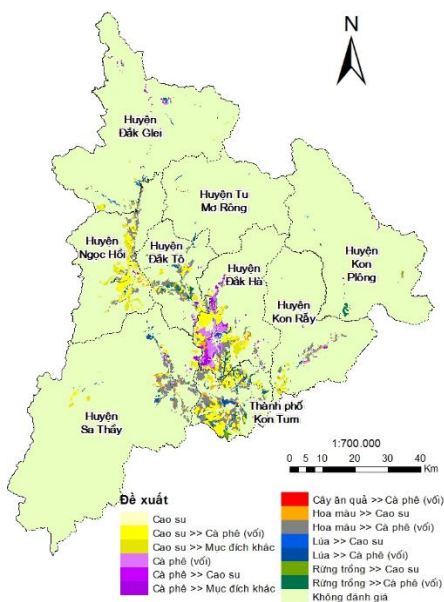 N
Huyện
Đắk Glei
Huyện Tu
Mơ Rông
Huyện
Ngọc Hồi
Huyện
Đắk Tô
Huyện
Kon
Plông
Huyện
Đắk Hà
Huyện
Kon Rẫy
Thành phố
Kon Tum
Huyện
Sa Thầy
1:700.000
0 5 10 20 30 40
Km
Đề xuất
Cao su
Cao su >> Cà phê (vối)
Cao su >> Mục đích khác
Cà phê (vối)
Cà phê >> Cao su
Cà phê >> Mục đích khác
Cây ăn quả >> Cà phê (vối)
Hoa màu >> Cao su
Hoa màu >> Cà phê (vối)
Lúa >> Cao su
Lúa >> Cà phê (vối)
Rừng trồng >> Cao su
Rừng trồng >> Cà phê (vối)
Không đánh giá